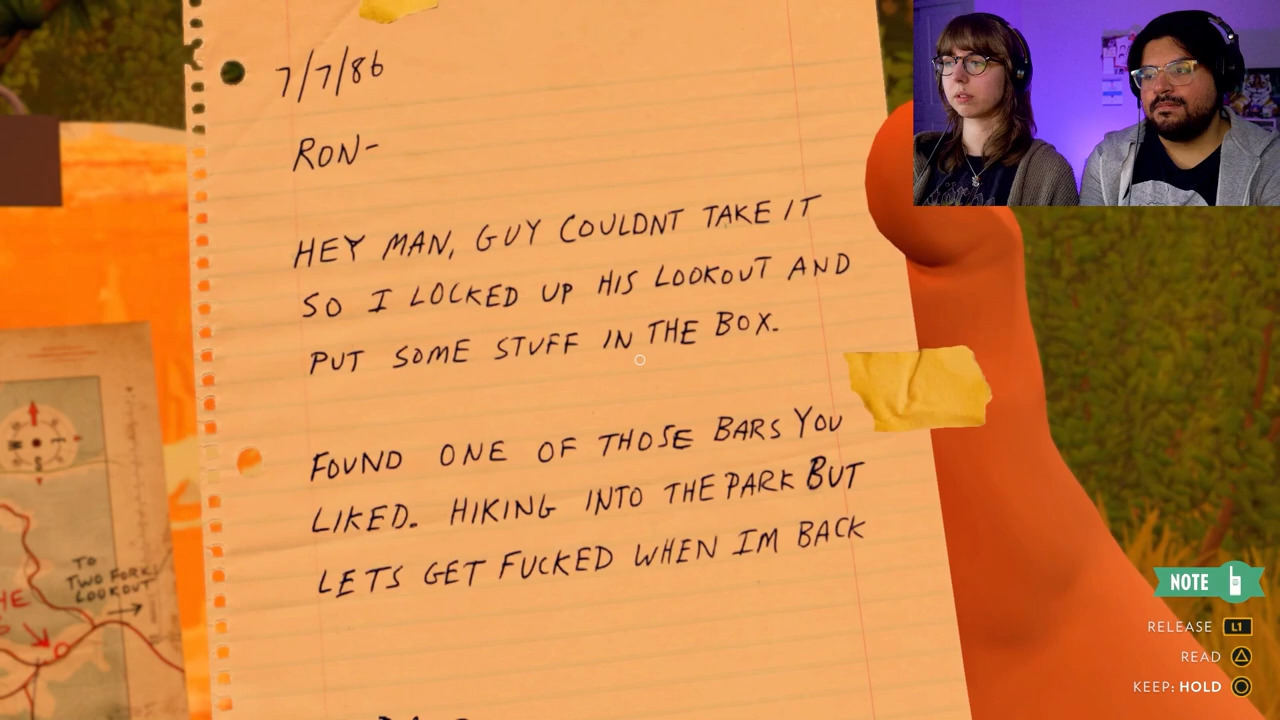 7/7/86
RON-
HEY MAN, GUY COULDNT TAKE IT
SO I LOCKED UP HIS LOOKOUT AND
PUT SOME STUFF IN THE BOX.
FOUND ONE OF THOSE BARS YOU
LIKED. HIKING INTO THE PARK BUT
LETS GET FUCKED WHEN IM BACK
S
TO
TWO FORKS
LOOKOUT
NOTE
RELEASE L1
READ
KEEP: HOLD